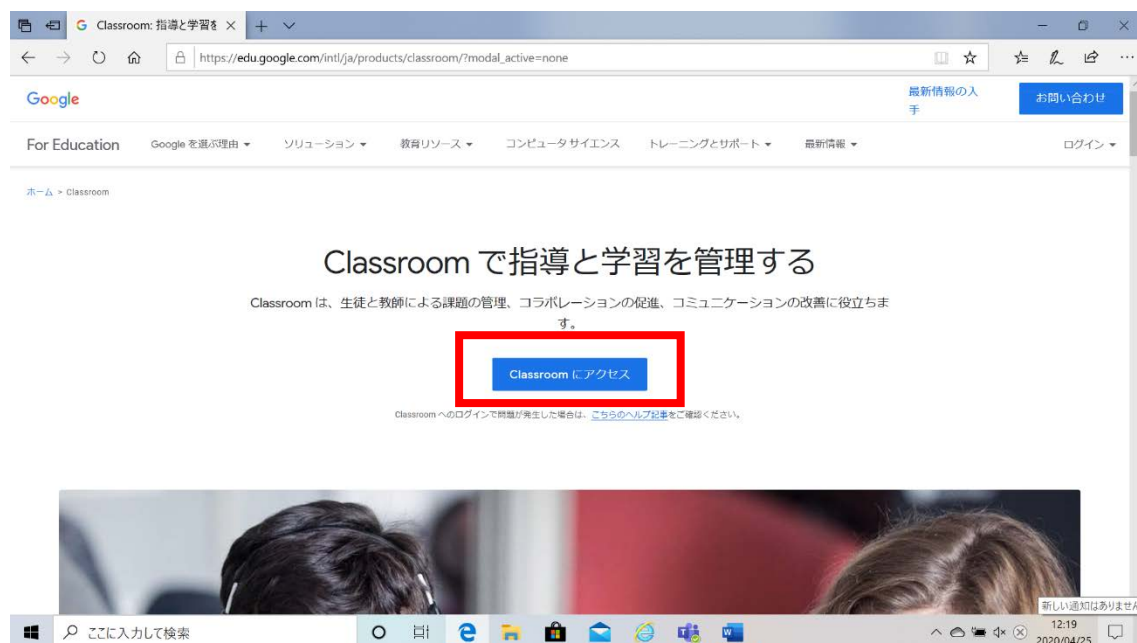 Classroom: 指導と学習を
https://edu.google.com/intl/ja/products/classroom/?modal_active=none
Google
最新情報の入
手
お問い合わせ
For Education
Google を選ぶ理由
ソリューション
教育リソース
コンピュータ サイエンス
トレーニングとサポート
最新情報
ログイン
ホーム > Classroom
Classroom で指導と学習を管理する
Classroom は、生徒と教師による課題の管理、コラボレーションの促進、コミュニケーションの改善に役立ちま
す。
Classroom にアクセス
Classroom へのログインで問題が発生した場合は、こちらのヘルプ記事をご確認ください。
新しい通知はありません
ここに入力して検索
12:19
2020/04/25